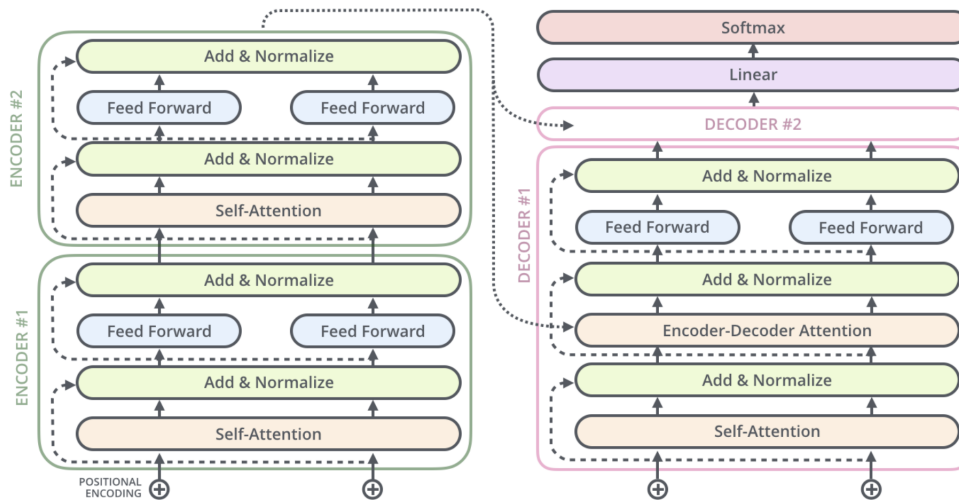 ENCODER #2
Add & Normalize
Feed Forward
Feed Forward
Add & Normalize
Self-Attention
ENCODER #1
Add & Normalize
Feed Forward
Feed Forward
Add & Normalize
Self-Attention
POSITIONAL
ENCODING
Softmax
Linear
DECODER #2
DECODER #1
Add & Normalize
Feed Forward
Feed Forward
Add & Normalize
Encoder-Decoder Attention
Add & Normalize
Self-Attention